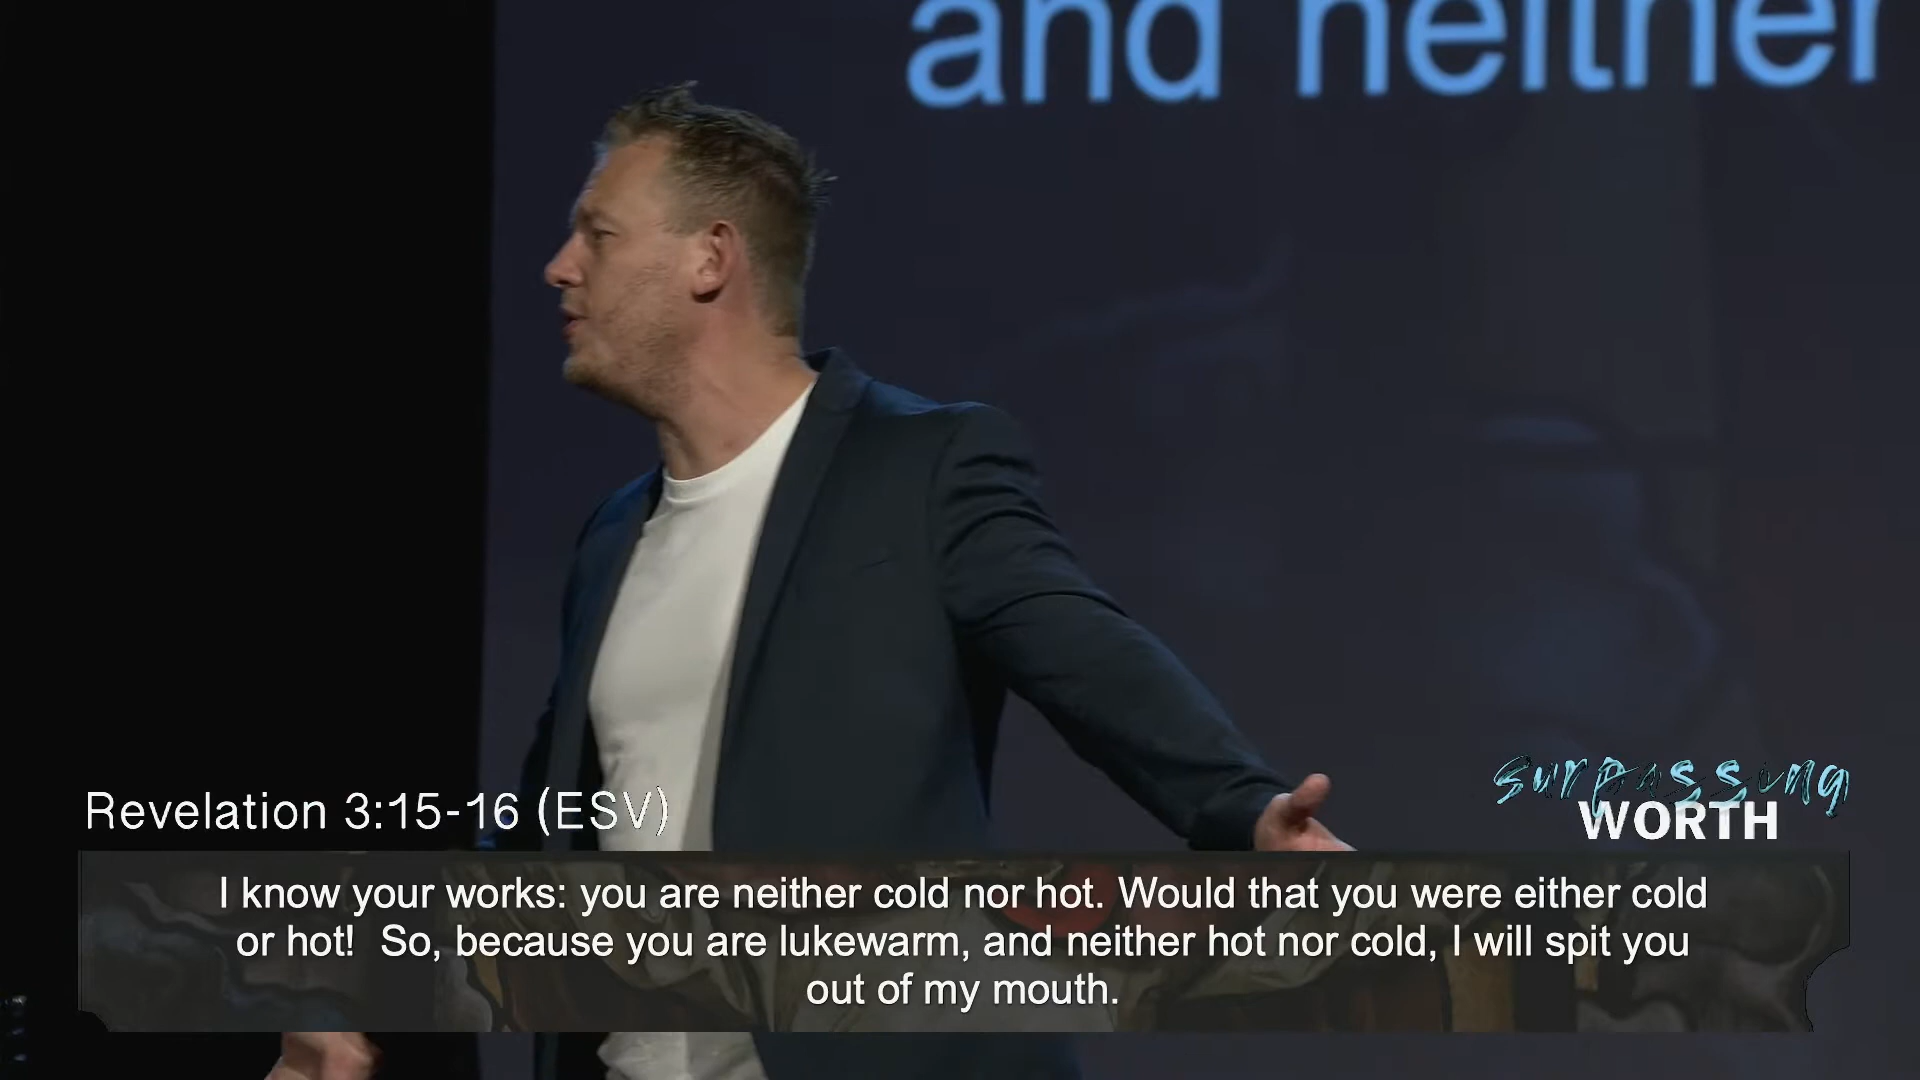 and neither
Revelation 3:15-16 (ESV)
surpassing
WORTH
I know your works: you are neither cold nor hot. Would that you were either cold
or hot!  So, because you are lukewarm, and neither hot nor cold, I will spit you
out of my mouth.